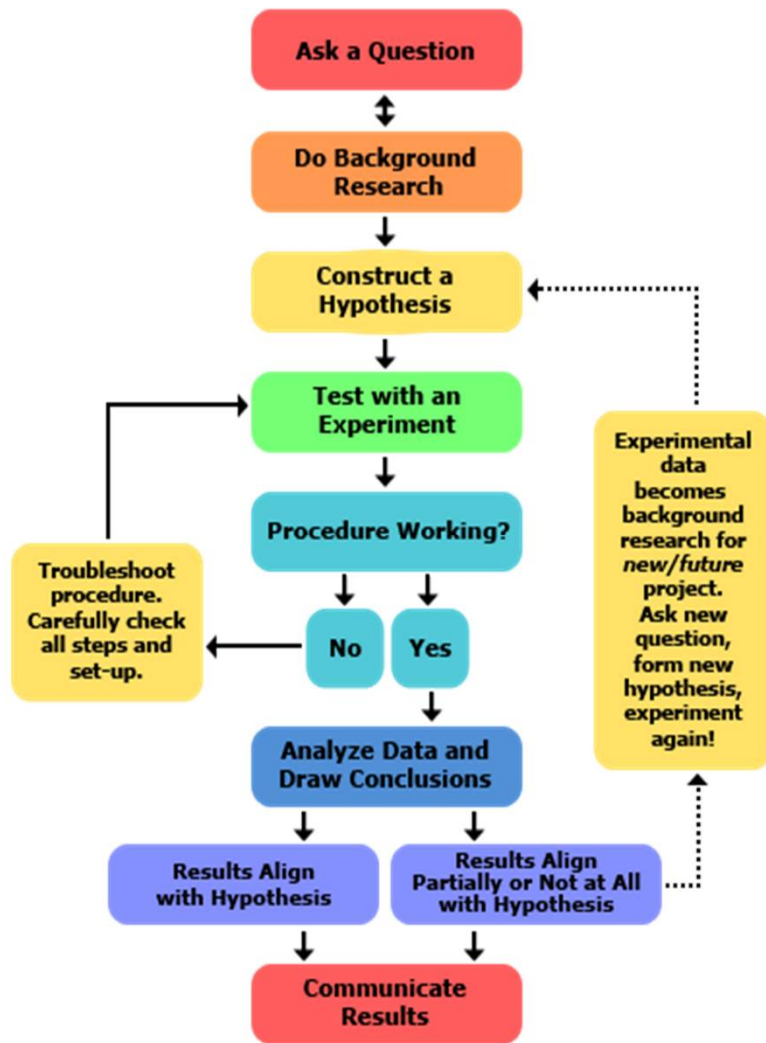 Ask a Question
Do Background
Research
Construct a
Hypothesis
Test with an
Experiment
Procedure Working?
No
Yes
Troubleshoot
procedure.
Carefully check
all steps and
set-up.
Analyze Data and
Draw Conclusions
Results Align
with Hypothesis
Results Align
Partially or Not at All
with Hypothesis
Experimental
data
becomes
background
research for
new/future
project.
Ask new
question,
form new
hypothesis,
experiment
again!
Communicate
Results